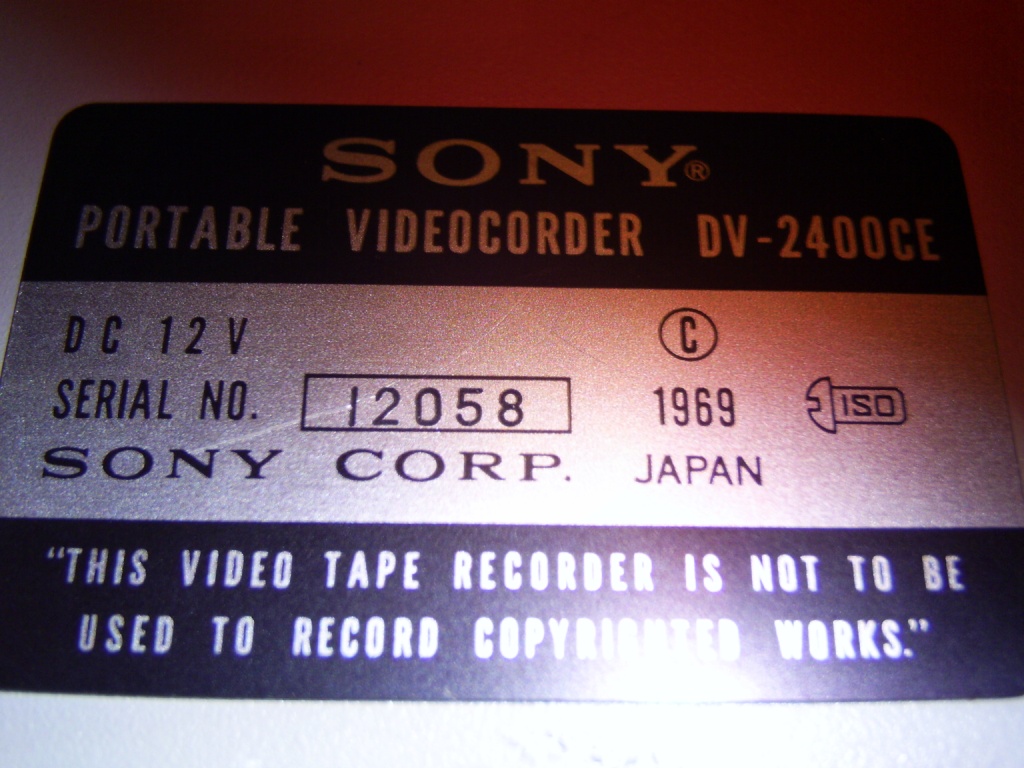 SONY®
PORTABLE VIDEOCORDER DV-2400CE
DC 12V Ⓒ
SERIAL NO. 12058 1969 ISO
SONY CORP. JAPAN
“THIS VIDEO TAPE RECORDER IS NOT TO BE
USED TO RECORD COPYRIGHTED WORKS.”